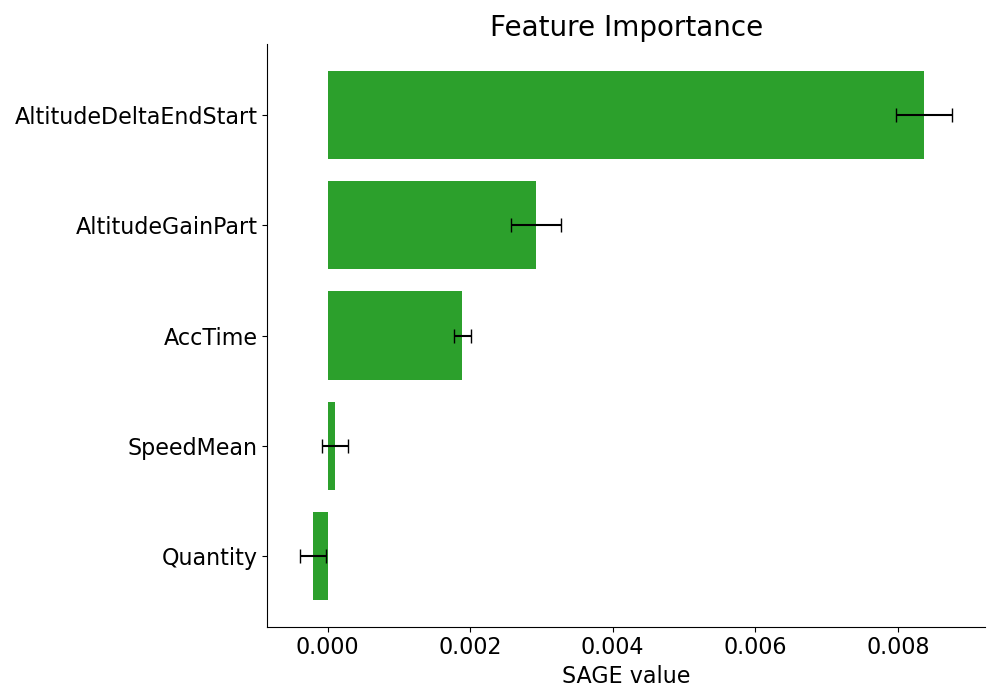 Feature Importance
AltitudeDeltaEndStart
AltitudeGainPart
AccTime
SpeedMean
Quantity
0.000 0.002 0.004 0.006 0.008
SAGE value